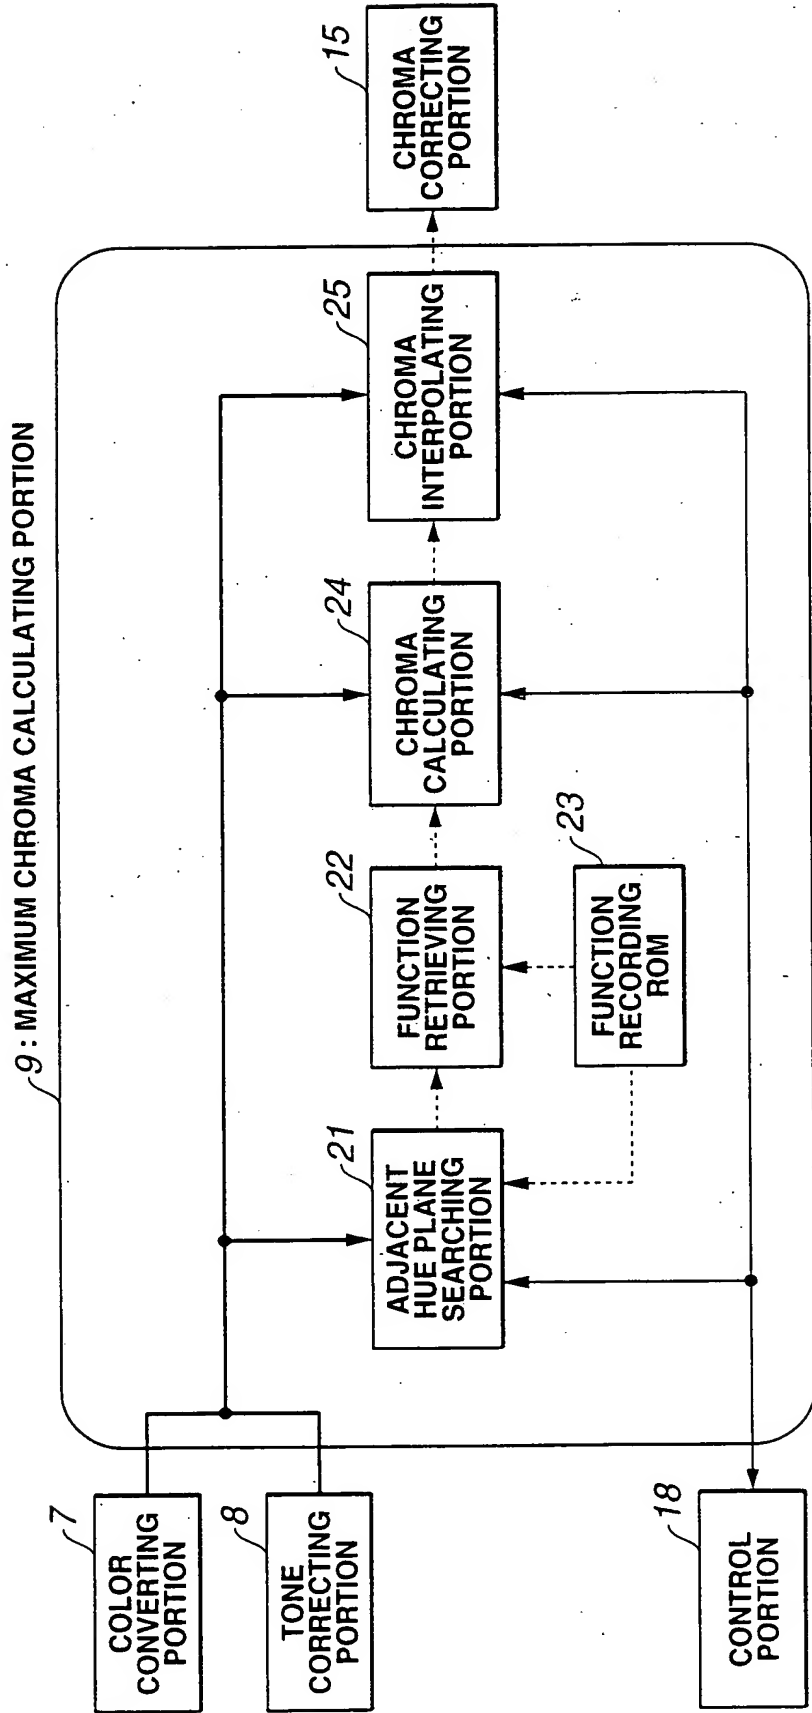 9 : MAXIMUM CHROMA CALCULATING PORTION
7
COLOR
CONVERTING
PORTION
8
TONE
CORRECTING
PORTION
18
CONTROL
PORTION
21
ADJACENT
HUE PLANE
SEARCHING
PORTION
22
FUNCTION
RETRIEVING
PORTION
23
FUNCTION
RECORDING
ROM
24
CHROMA
CALCULATING
PORTION
25
CHROMA
INTERPOLATING
PORTION
15
CHROMA
CORRECTING
PORTION